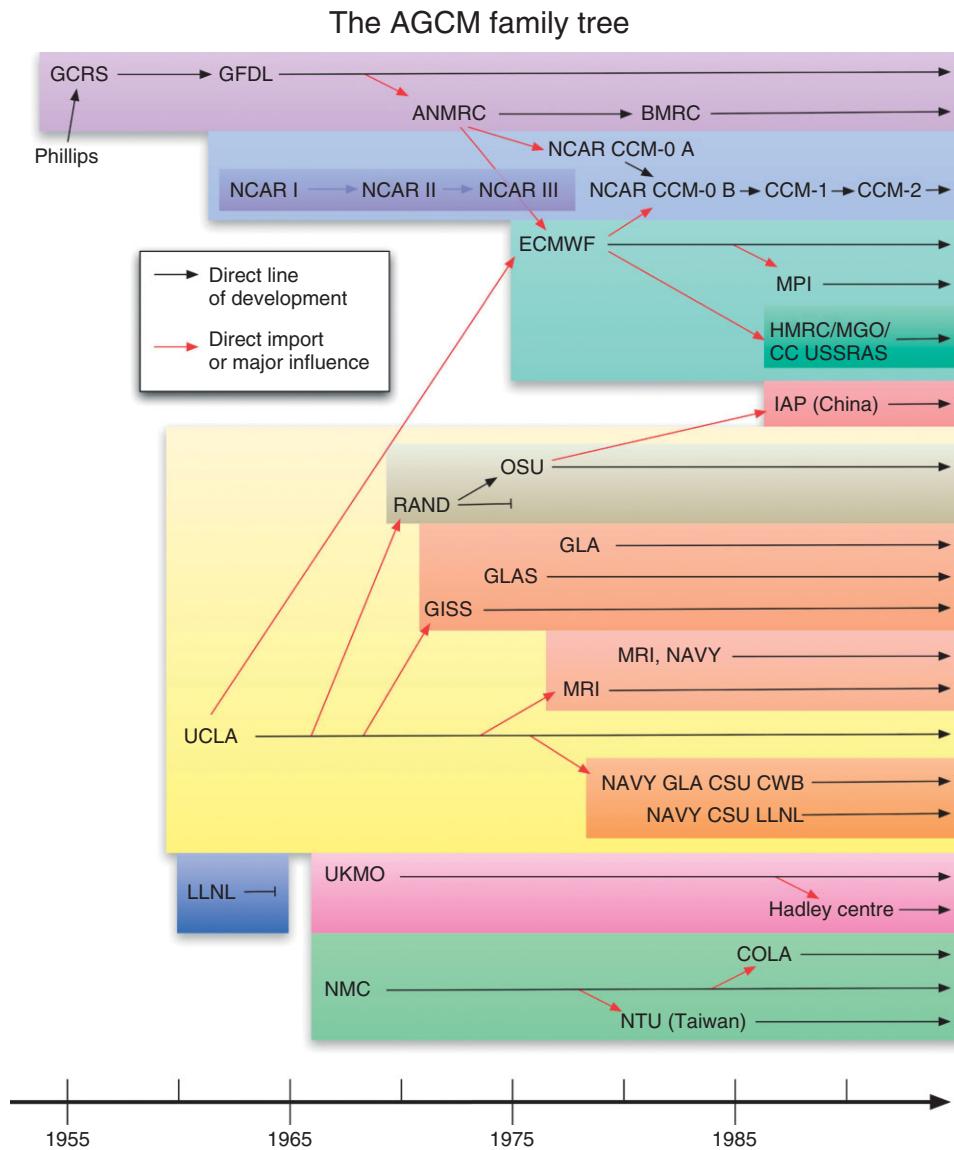 The AGCM family tree
GCRS GFDL
ANMRC BMRC
Phillips
NCAR CCM-0 A
NCAR I NCAR II NCAR III NCAR CCM-0 B CCM-1 CCM-2
ECMWF
MPI
HMRC/MGO/
CC USSRAS
Direct line
of development
Direct import
or major influence
IAP (China)
OSU
RAND
GLA
GLAS
GISS
MRI, NAVY
MRI
UCLA
NAVY GLA CSU CWB
NAVY CSU LLNL
LLNL
UKMO
Hadley centre
COLA
NMC
NTU (Taiwan)
1955 1965 1975 1985